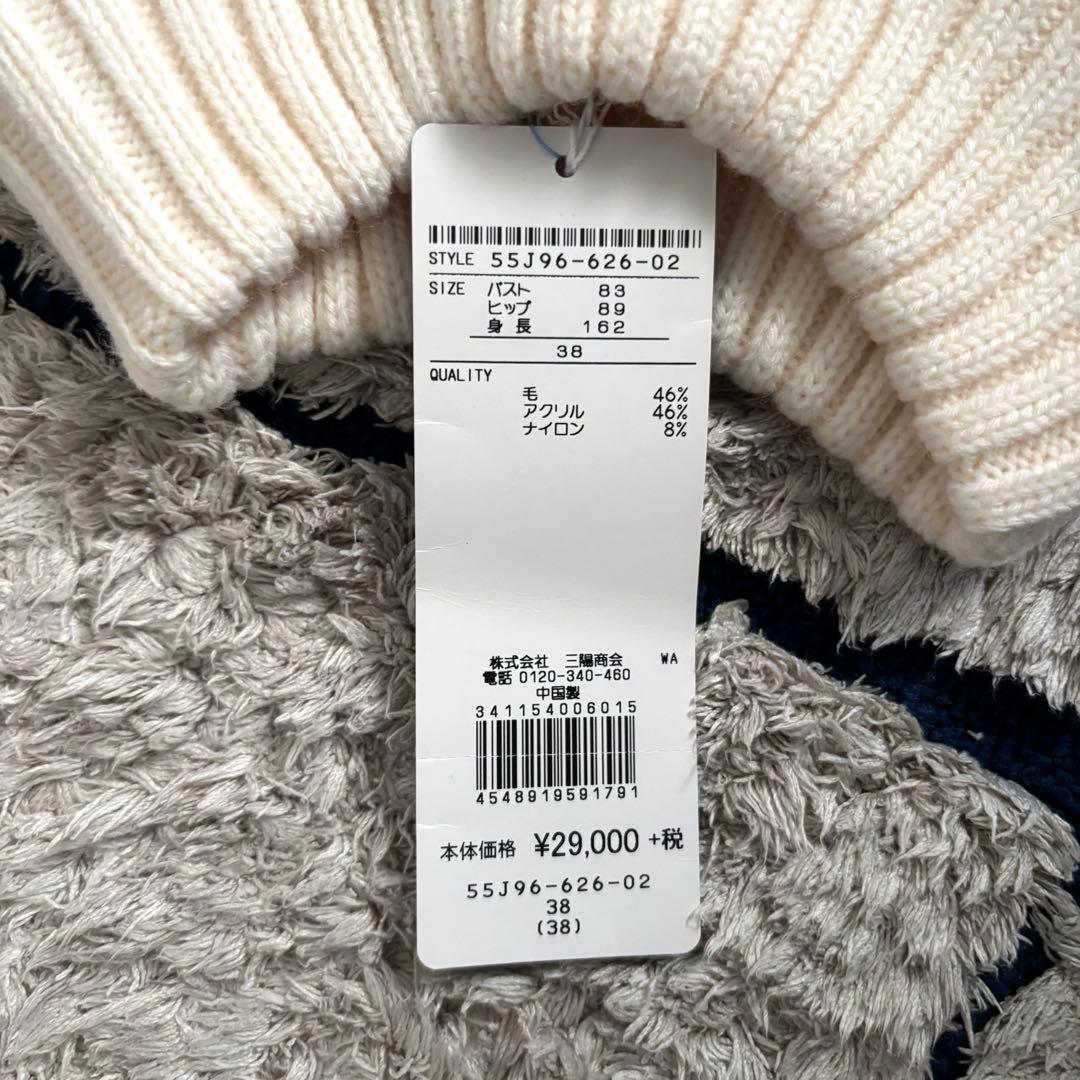 STYLE 55J96-626-02
SIZE バスト 83
ヒップ 89
身長 162
38
QUALITY
毛 46%
アクリル 46%
ナイロン 8%
株式会社 三陽商会 WA
電話 0120-340-460
中国製
341154006015
4548919591791
本体価格 ¥29,000 +税
55J96-626-02
38
(38)